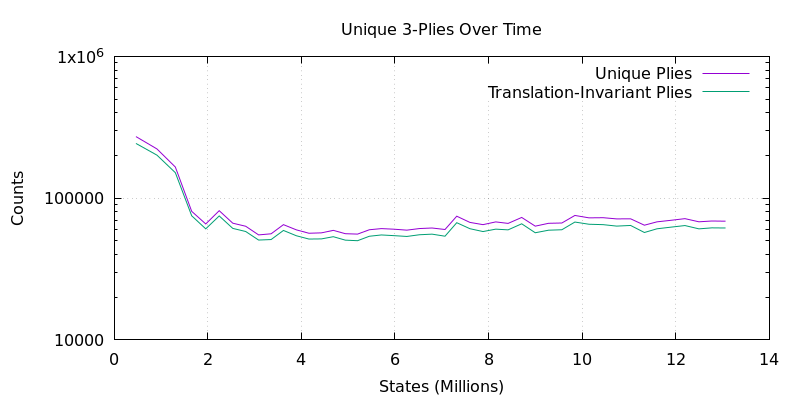 Unique 3-Plies Over Time
1x10^6
Unique Plies
Translation-Invariant Plies
Counts
100000
10000
0 2 4 6 8 10 12 14
States (Millions)